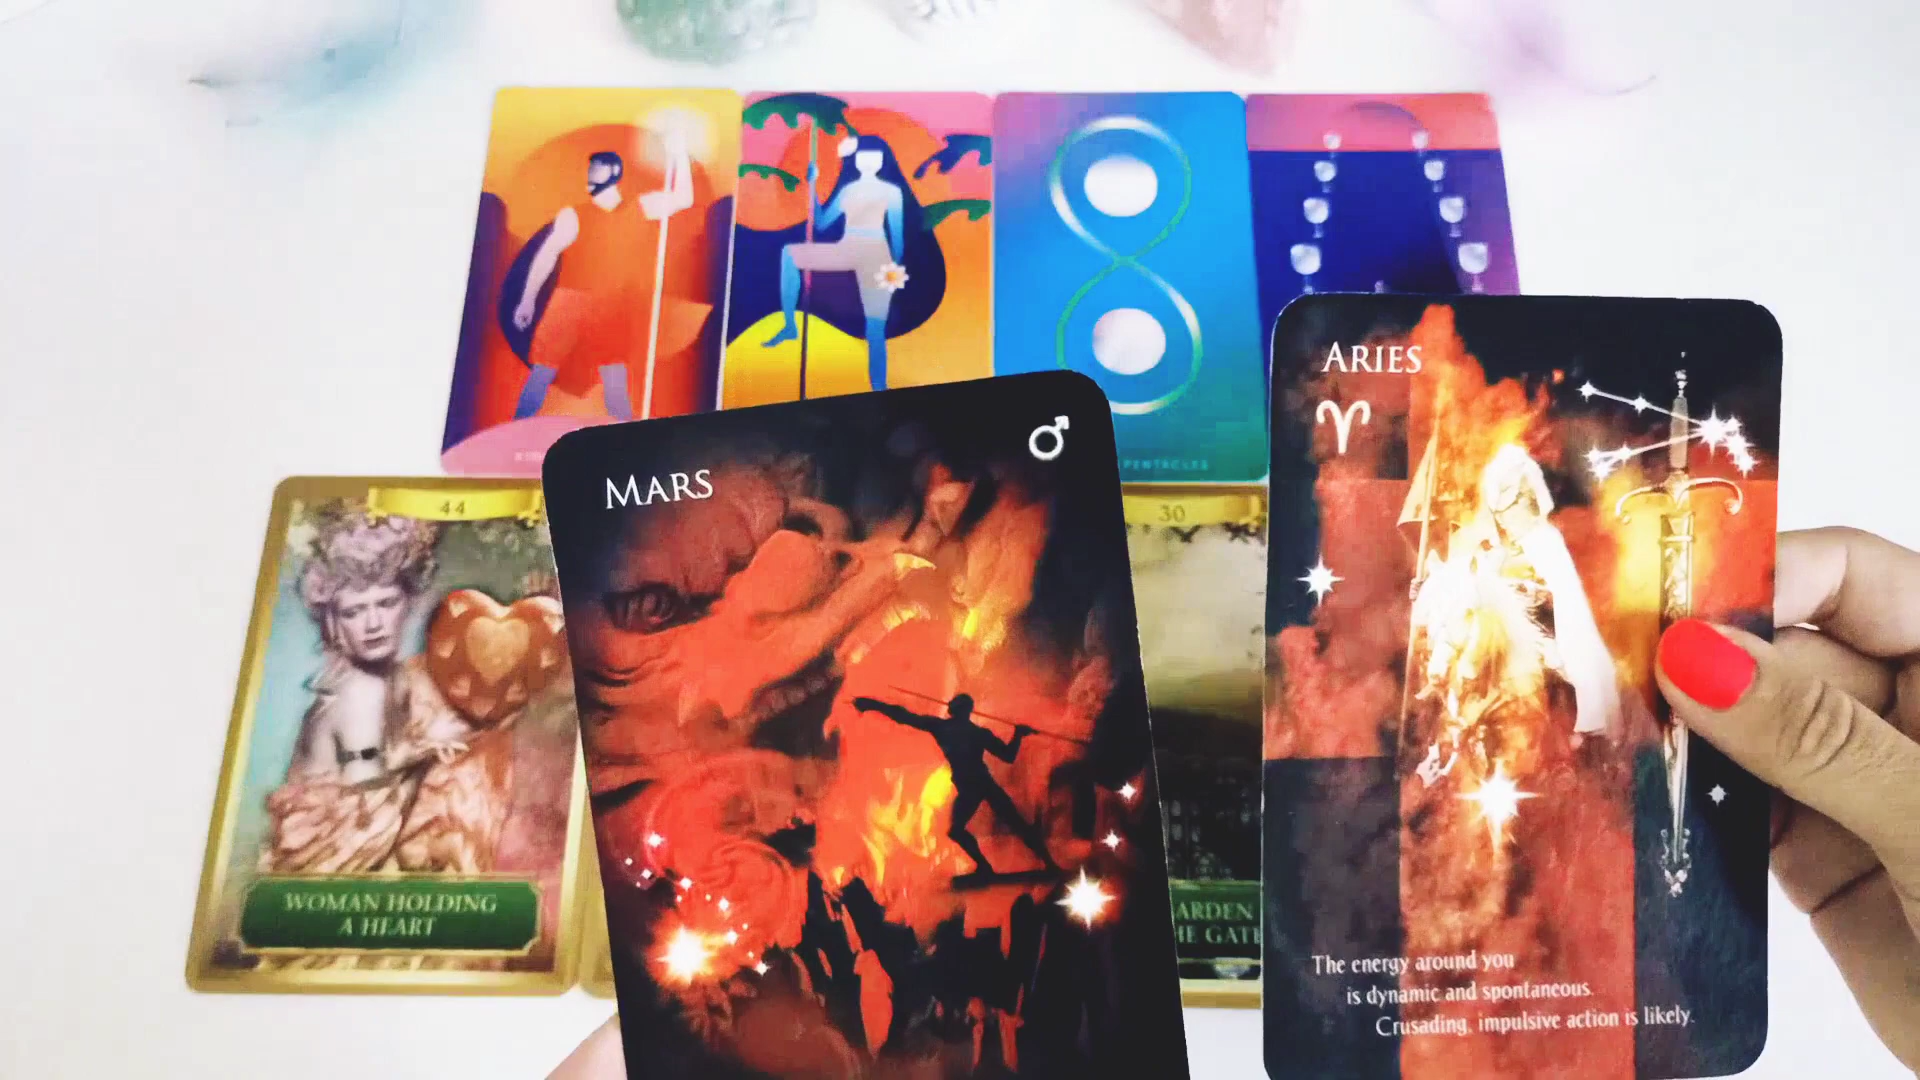 PENTACLES
ARIES
MARS
44
30
WOMAN HOLDING
A HEART
ARDEN
HE GATE
The energy around you
is dynamic and spontaneous.
Crusading, impulsive action is likely.